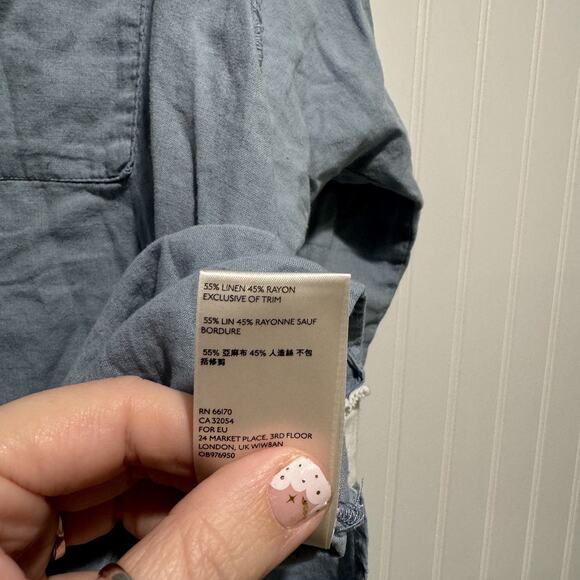 55% LINEN 45% RAYON
EXCLUSIVE OF TRIM
55% LIN 45% RAYONNE SAUF
BORDURE
55% 亞麻布 45% 人造絲 不包
括修剪
RN 66170
CA 32054
FOR EU
24 MARKET PLACE, 3RD FLOOR
LONDON, UK W1W8AN
OB976950